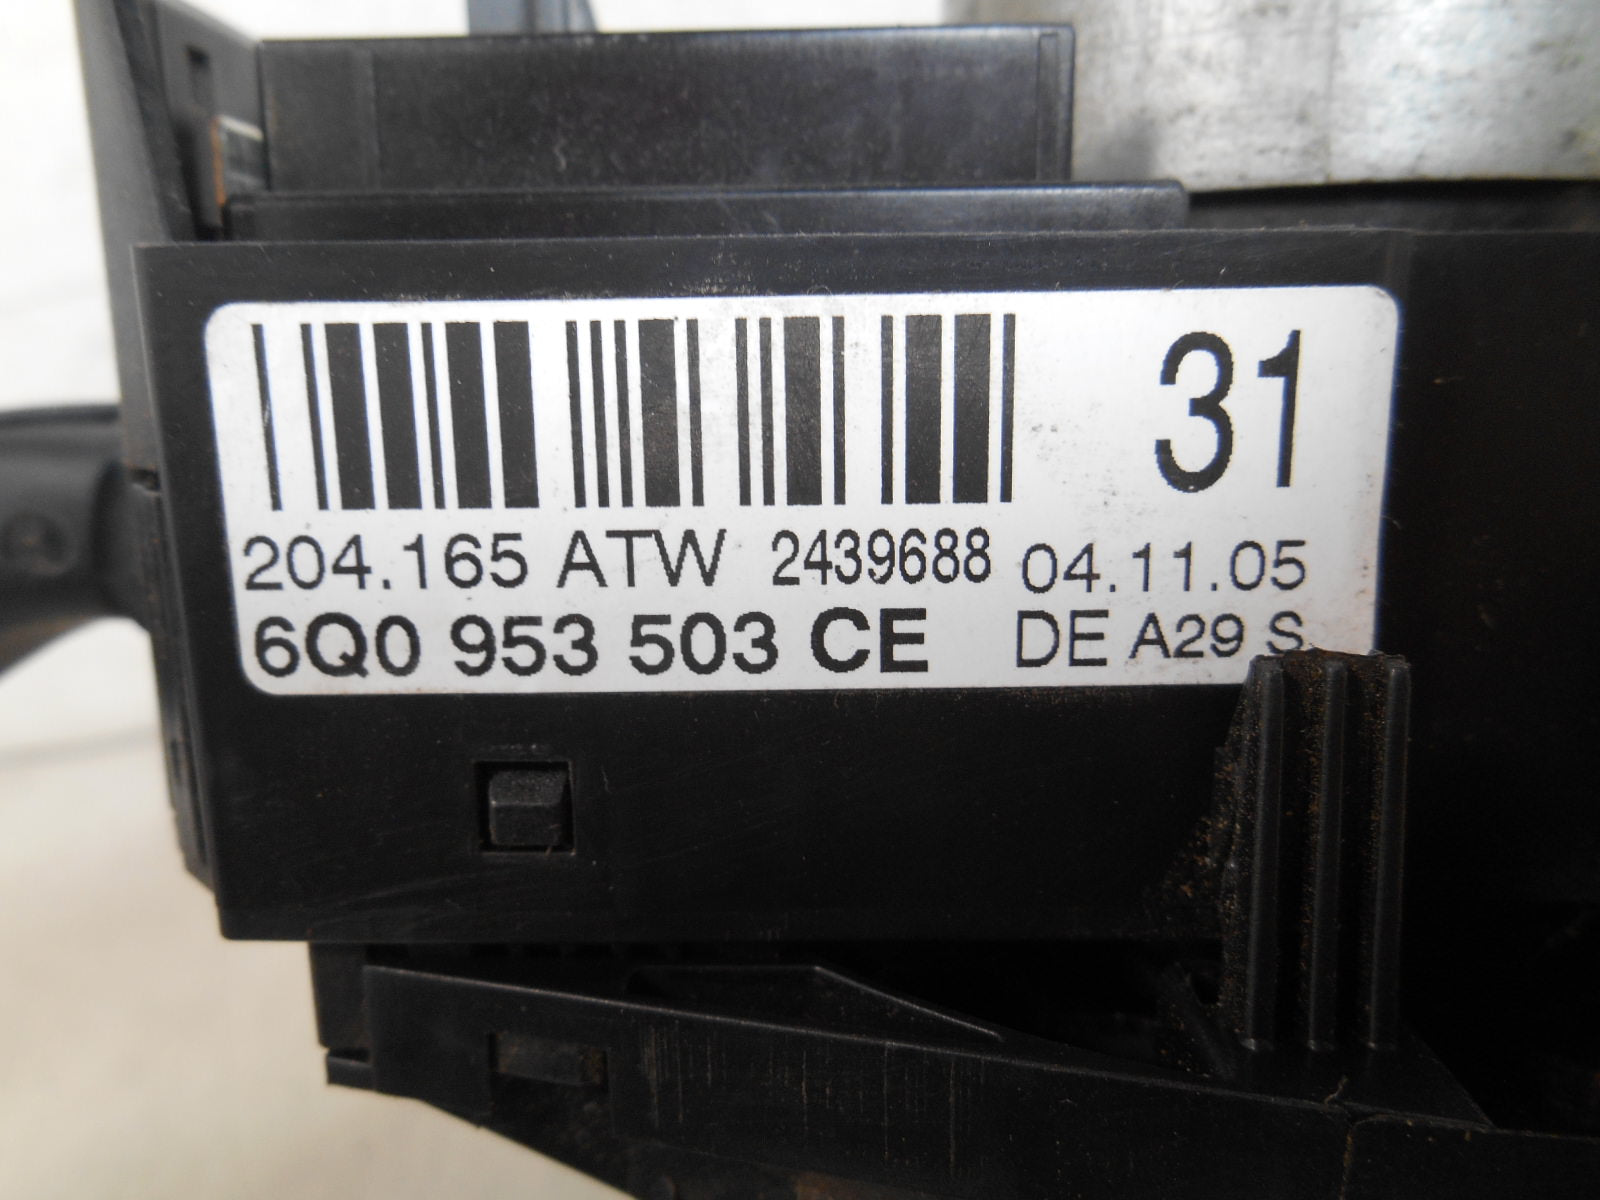 31
204.165 ATW 2439688 04.11.05
6Q0 953 503 CE DE A29 S